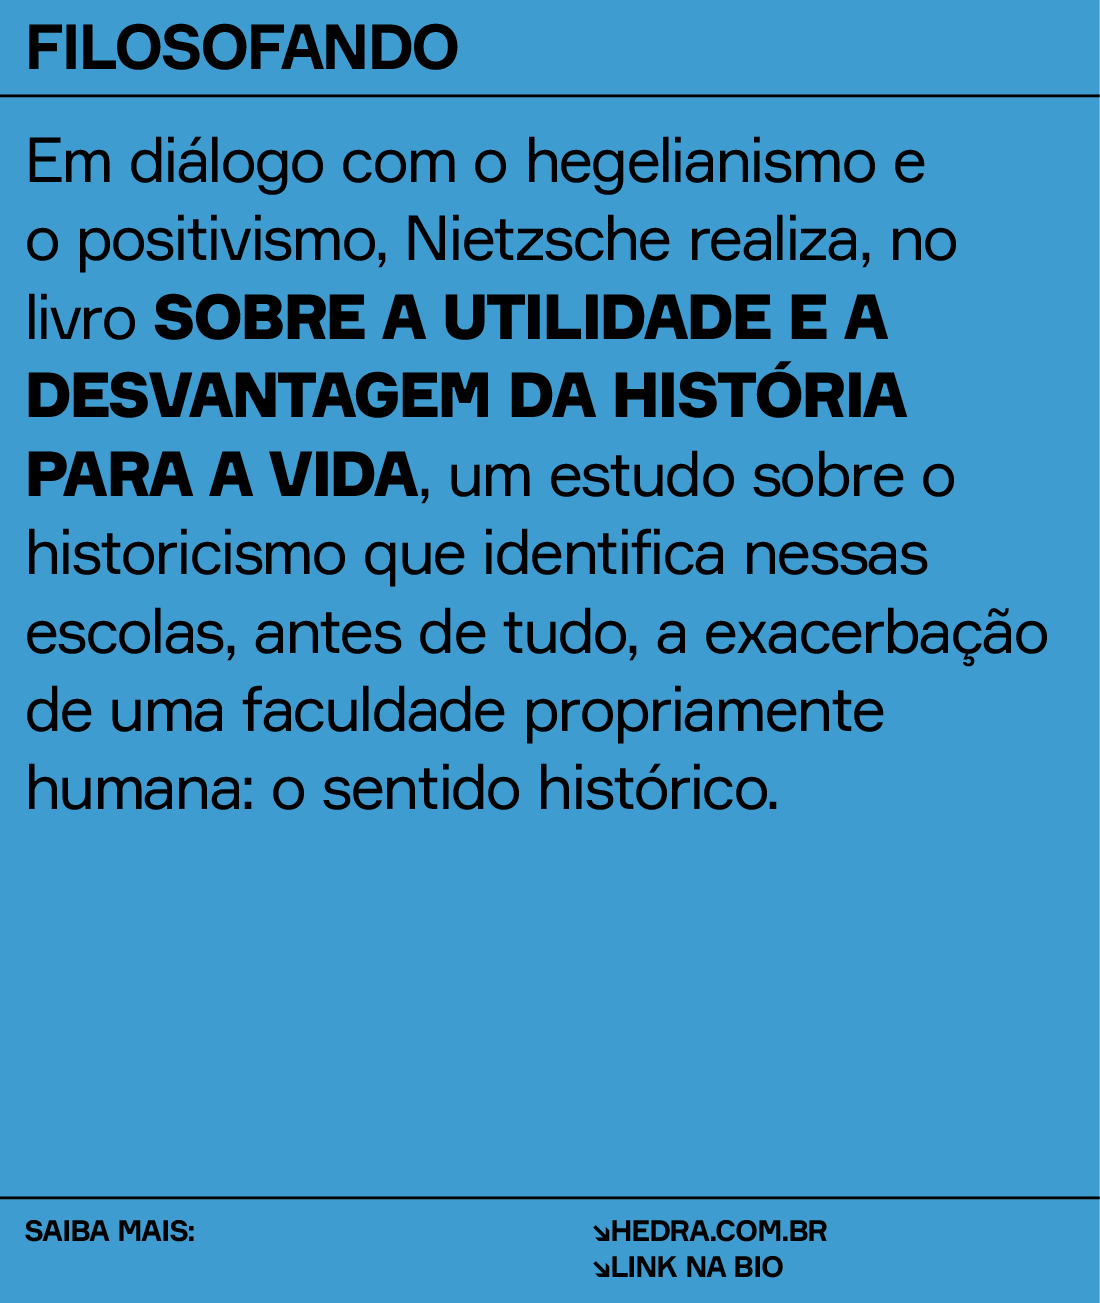 FILOSOFANDO
Em diálogo com o hegelianismo e
o positivismo, Nietzsche realiza, no
livro SOBRE A UTILIDADE E A
DESVANTAGEM DA HISTÓRIA
PARA A VIDA, um estudo sobre o
historicismo que identifica nessas
escolas, antes de tudo, a exacerbação
de uma faculdade propriamente
humana: o sentido histórico.
SAIBA MAIS:
↘HEDRA.COM.BR
↘LINK NA BIO